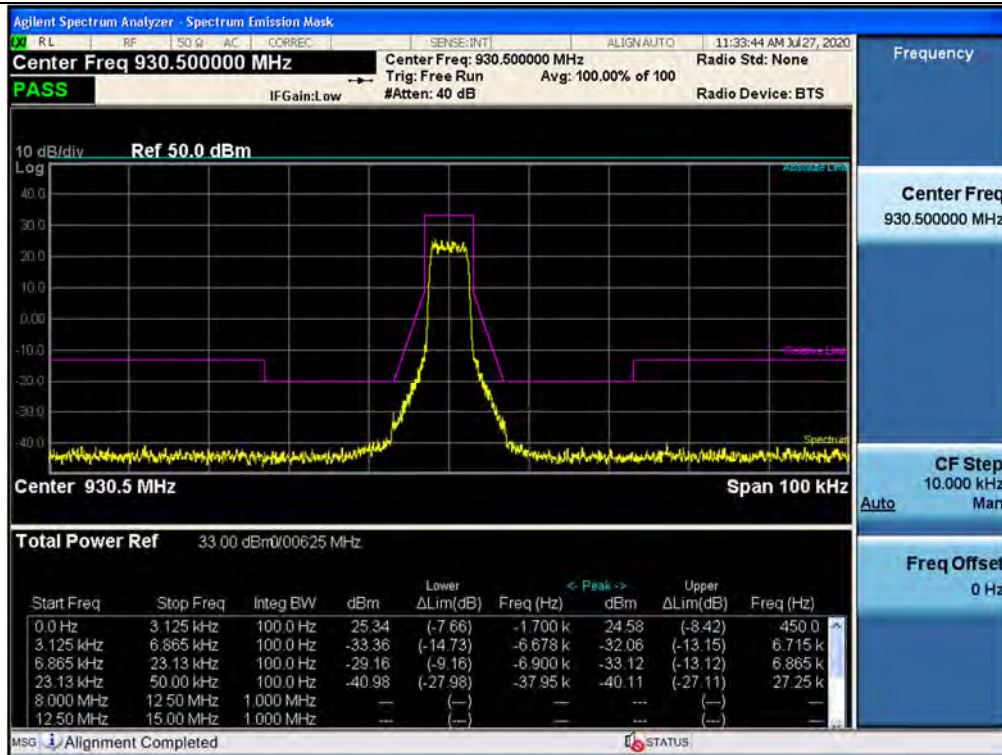 Agilent Spectrum Analyzer - Spectrum Emission Mask
LXI RL RF 50 Ω AC CORREC SENSE:INT ALIGN AUTO 11:33:44 AM Jul 27, 2020
Center Freq 930.500000 MHz Center Freq: 930.500000 MHz Radio Std: None
Trig: Free Run Avg: 100.00% of 100
PASS IFGain:Low #Atten: 40 dB Radio Device: BTS
10 dB/div Ref 50.0 dBm
Log
Absolute Limit
40.0
30.0
20.0
10.0
0.00
-10.0
Relative Limit
-20.0
-30.0
-40.0
Spectrum
Center 930.5 MHz Span 100 kHz
Total Power Ref 33.00 dBm/0.00625 MHz
Lower <- Peak -> Upper
Start Freq Stop Freq Integ BW dBm ΔLim(dB) Freq (Hz) dBm ΔLim(dB) Freq (Hz)
0.0 Hz 3.125 kHz 100.0 Hz 25.34 (-7.66) -1.700 k 24.58 (-8.42) 450.0
3.125 kHz 6.865 kHz 100.0 Hz -33.36 (-14.73) -6.678 k -32.06 (-13.15) 6.715 k
6.865 kHz 23.13 kHz 100.0 Hz -29.16 (-9.16) -6.900 k -33.12 (-13.12) 6.865 k
23.13 kHz 50.00 kHz 100.0 Hz -40.98 (-27.98) -37.95 k -40.11 (-27.11) 27.25 k
8.000 MHz 12.50 MHz 1.000 MHz --- (---) --- (---)
12.50 MHz 15.00 MHz 1.000 MHz --- (---) --- (---)
MSG Alignment Completed STATUS
Frequency
Center Freq
930.500000 MHz
CF Step
10.000 kHz
Auto Man
Freq Offset
0 Hz